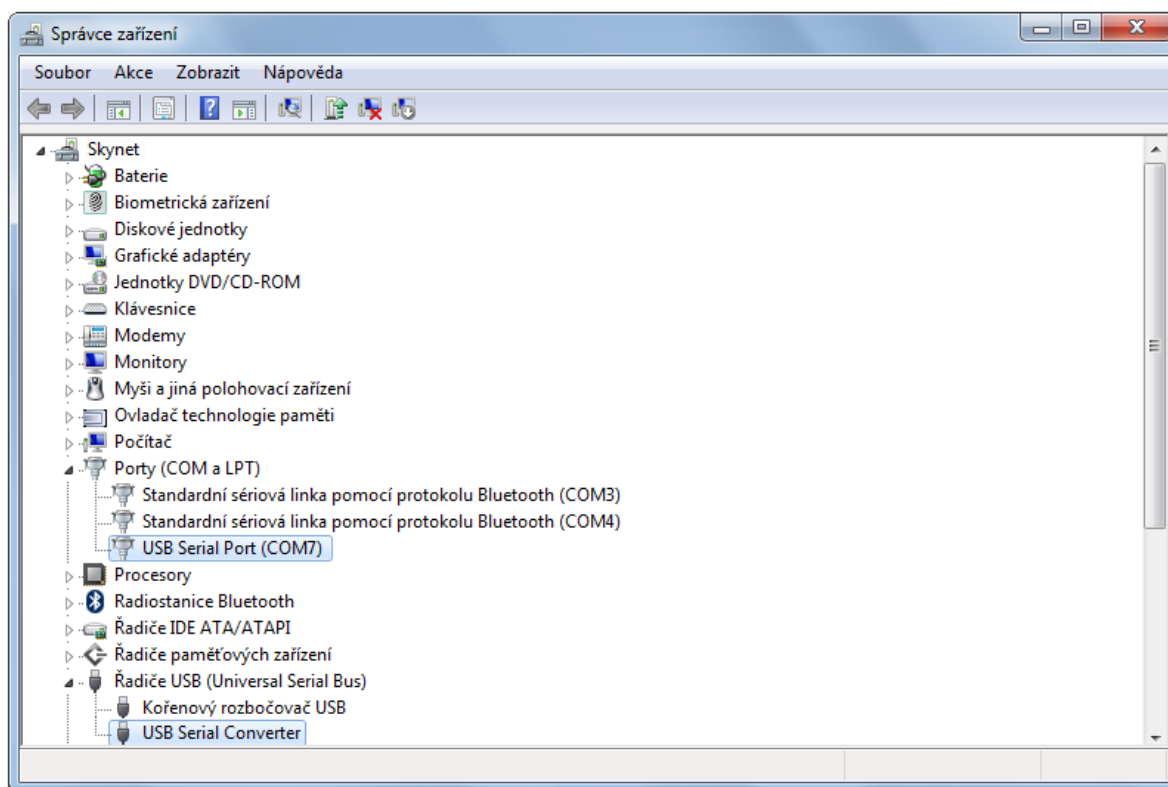 Správce zařízení
Soubor Akce Zobrazit Nápověda
Skynet
Baterie
Biometrická zařízení
Diskové jednotky
Grafické adaptéry
Jednotky DVD/CD-ROM
Klávesnice
Modemy
Monitory
Myši a jiná polohovací zařízení
Ovladač technologie paměti
Počítač
Porty (COM a LPT)
Standardní sériová linka pomocí protokolu Bluetooth (COM3)
Standardní sériová linka pomocí protokolu Bluetooth (COM4)
USB Serial Port (COM7)
Procesory
Radiostanice Bluetooth
Řadiče IDE ATA/ATAPI
Řadiče paměťových zařízení
Řadiče USB (Universal Serial Bus)
Kořenový rozbočovač USB
USB Serial Converter